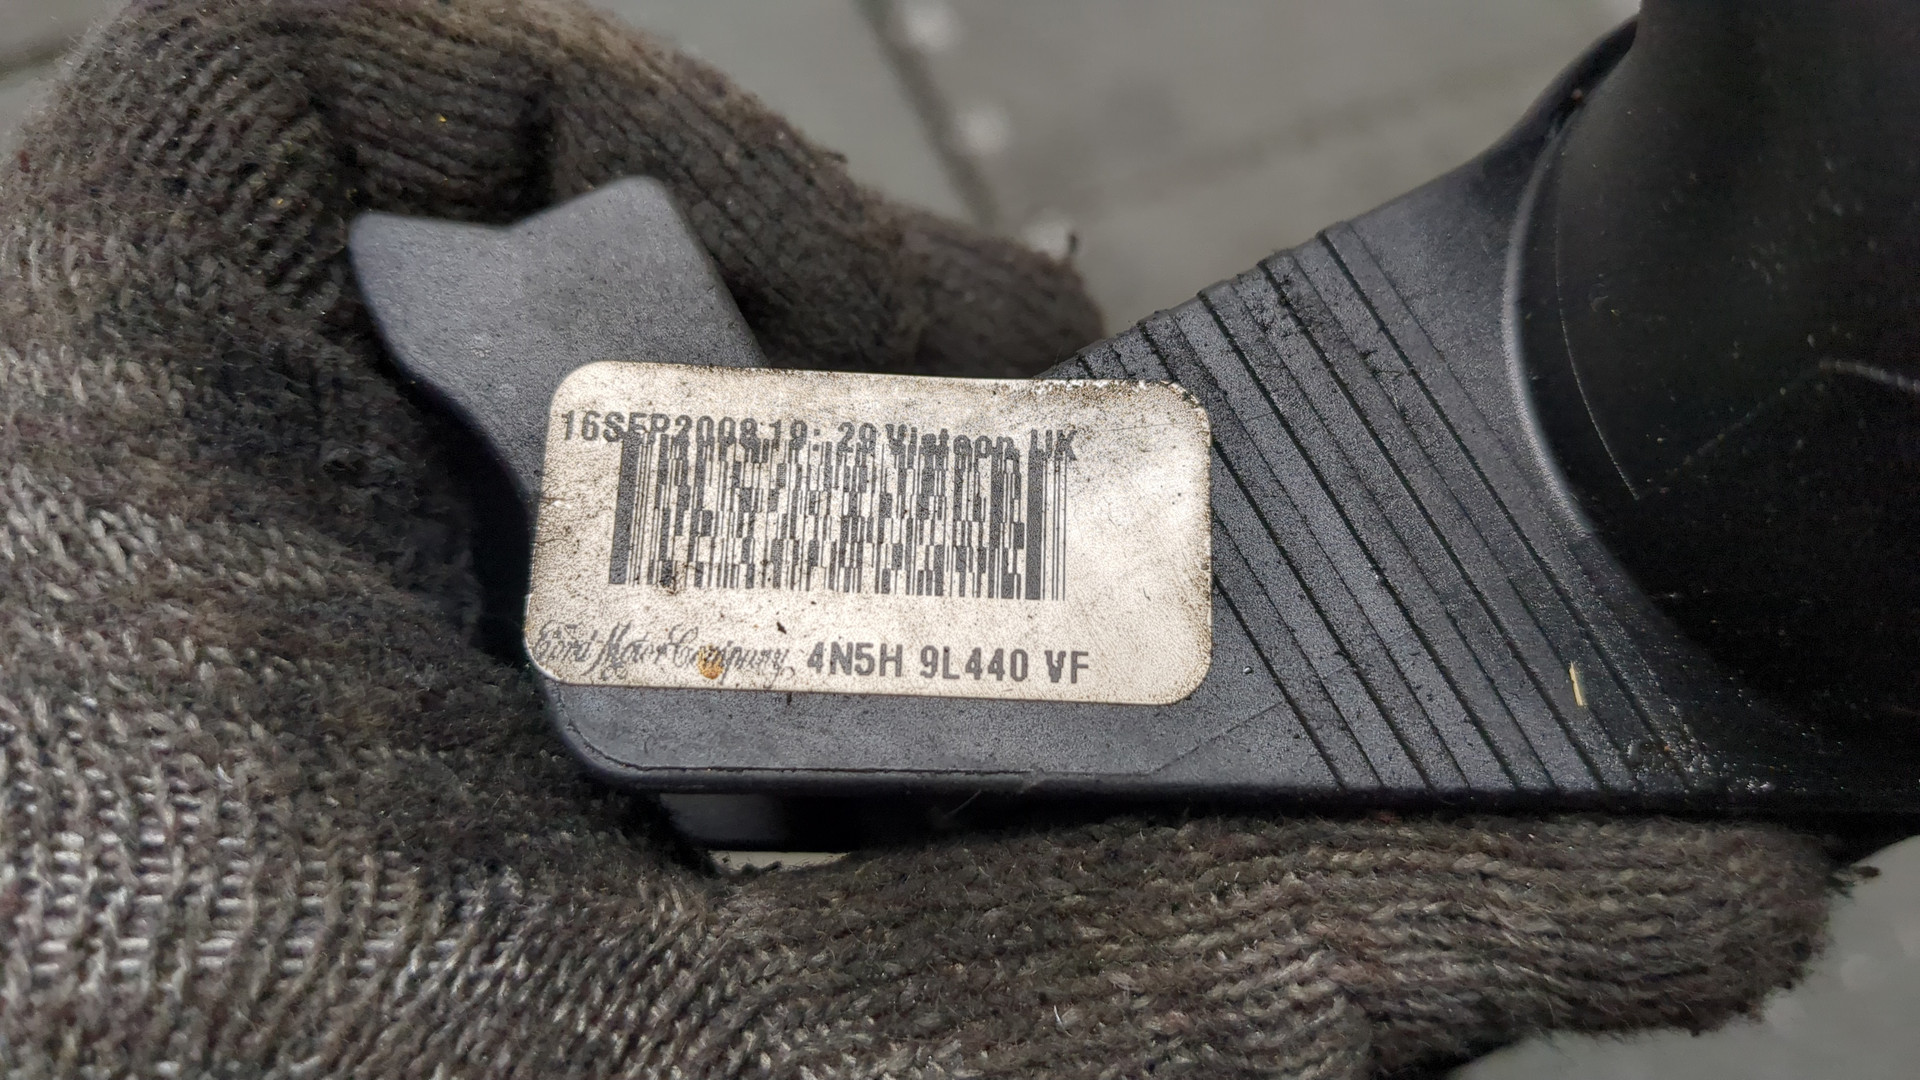 16SEP2008 19:29 Visteon UK
Ford Motor Company 4N5H 9L440 VF